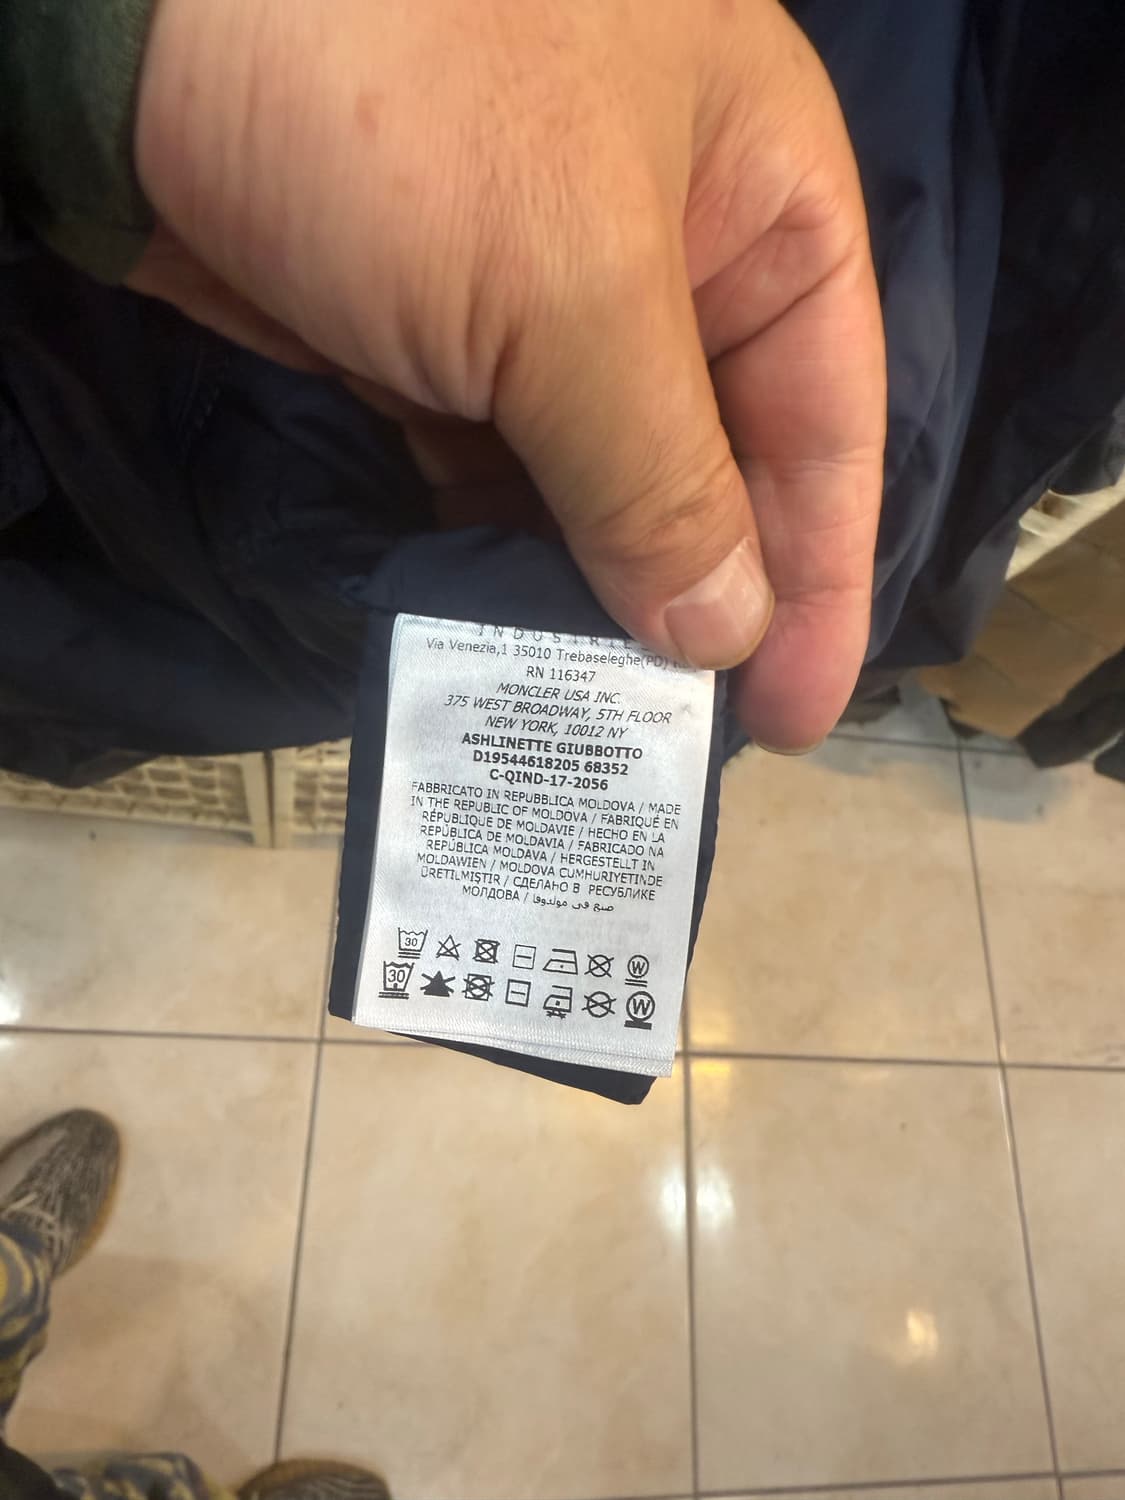 INDUSTRIES
Via Venezia,1 35010 Trebaseleghe(PD)
RN 116347
MONCLER USA INC.
375 WEST BROADWAY, 5TH FLOOR
NEW YORK, 10012 NY
ASHLINETTE GIUBBOTTO
D19544618205 68352
C-QIND-17-2056
FABBRICATO IN REPUBBLICA MOLDOVA / MADE
IN THE REPUBLIC OF MOLDOVA / FABRIQUÉ EN
RÉPUBLIQUE DE MOLDAVIE / HECHO EN LA
REPÚBLICA DE MOLDAVIA / FABRICADO NA
REPÚBLICA MOLDAVA / HERGESTELLT IN
MOLDAWIEN / MOLDOVA CUMHURIYETINDE
ÜRETILMIŞTIR / СДЕЛАНО В РЕСПУБЛИКЕ
МОЛДОВА / صنع في مولدوفا
30 W
30 W